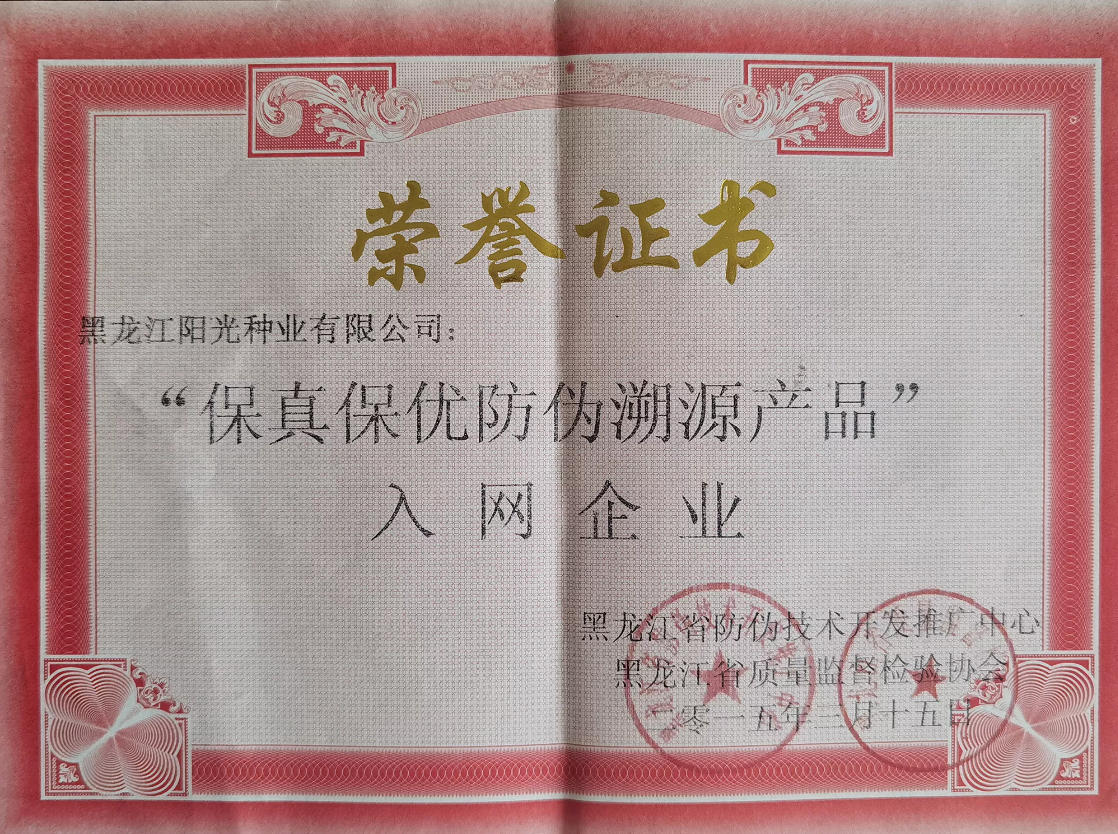 荣誉证书
黑龙江阳光种业有限公司：
“保真保优防伪溯源产品”
入网企业
黑龙江省防伪技术开发推广中心
黑龙江省质量监督检验协会
二零一五年三月十五日